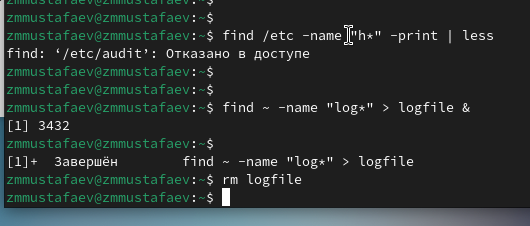 zmmustafaev@zmmustafaev:~$
zmmustafaev@zmmustafaev:~$
zmmustafaev@zmmustafaev:~$ find /etc -name "h*" -print | less
find: ‘/etc/audit’: Отказано в доступе
zmmustafaev@zmmustafaev:~$
zmmustafaev@zmmustafaev:~$
zmmustafaev@zmmustafaev:~$ find ~ -name "log*" > logfile &
[1] 3432
zmmustafaev@zmmustafaev:~$
[1]+  Завершён        find ~ -name "log*" > logfile
zmmustafaev@zmmustafaev:~$ rm logfile
zmmustafaev@zmmustafaev:~$